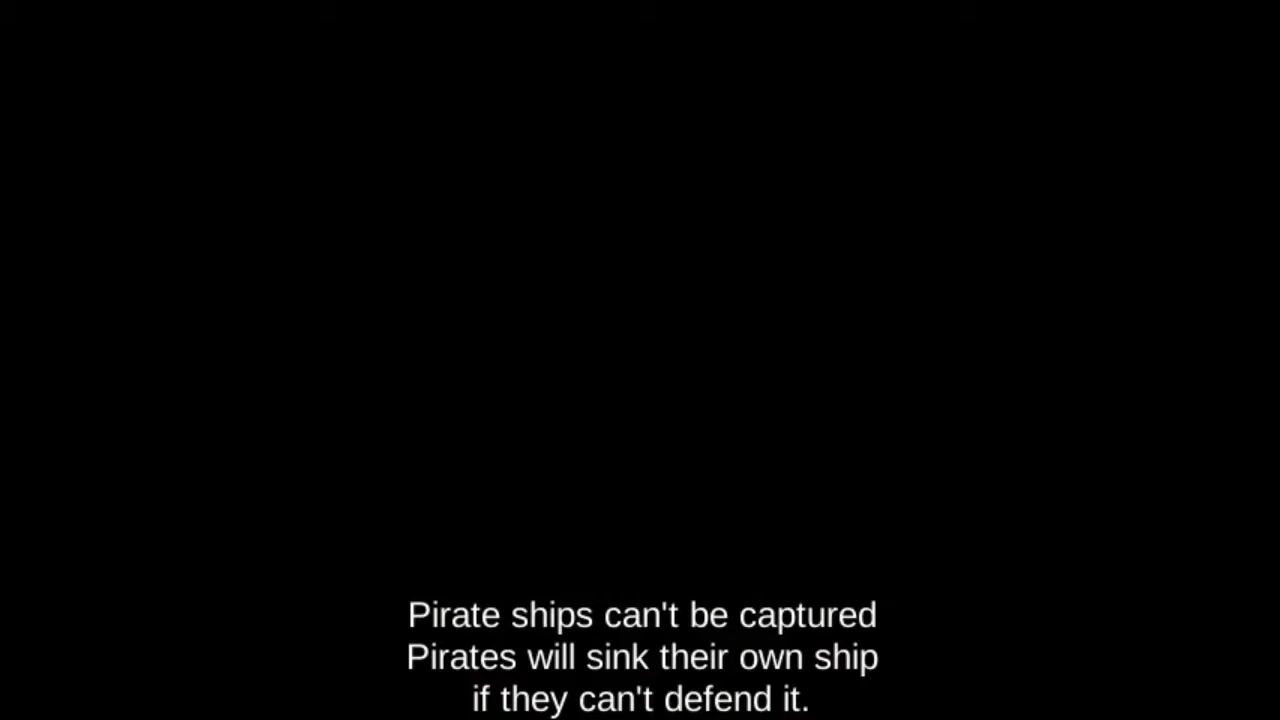 Pirate ships can't be captured
Pirates will sink their own ship
if they can't defend it.